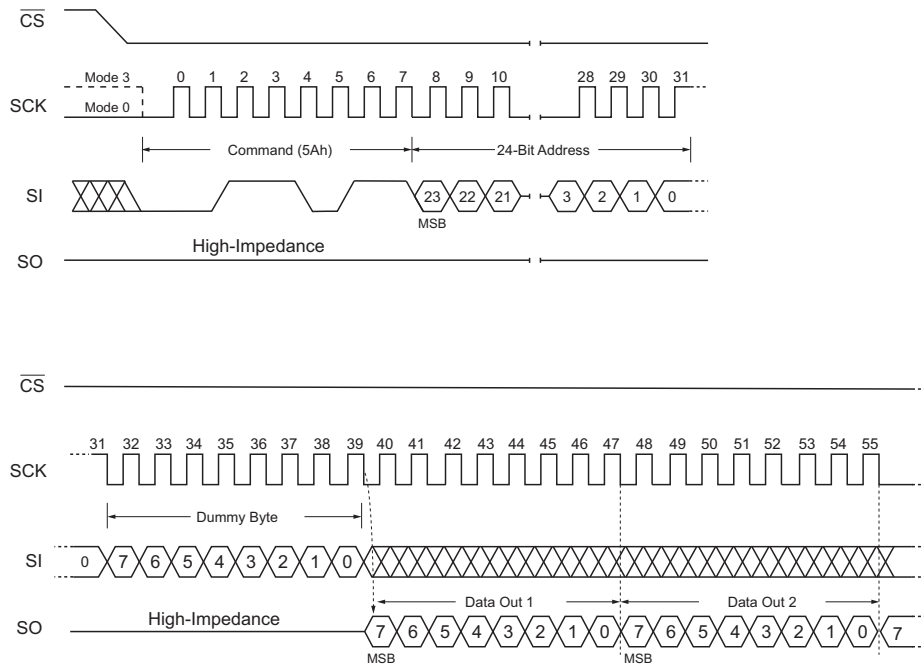 CS
Mode 3
0 1 2 3 4 5 6 7 8 9 10 28 29 30 31
SCK
Mode 0
Command (5Ah) 24-Bit Address
SI 23 22 21 3 2 1 0
MSB
High-Impedance
SO
CS
31 32 33 34 35 36 37 38 39 40 41 42 43 44 45 46 47 48 49 50 51 52 53 54 55
SCK
Dummy Byte
SI 0 7 6 5 4 3 2 1 0
Data Out 1 Data Out 2
High-Impedance
SO 7 6 5 4 3 2 1 0 7 6 5 4 3 2 1 0 7
MSB MSB